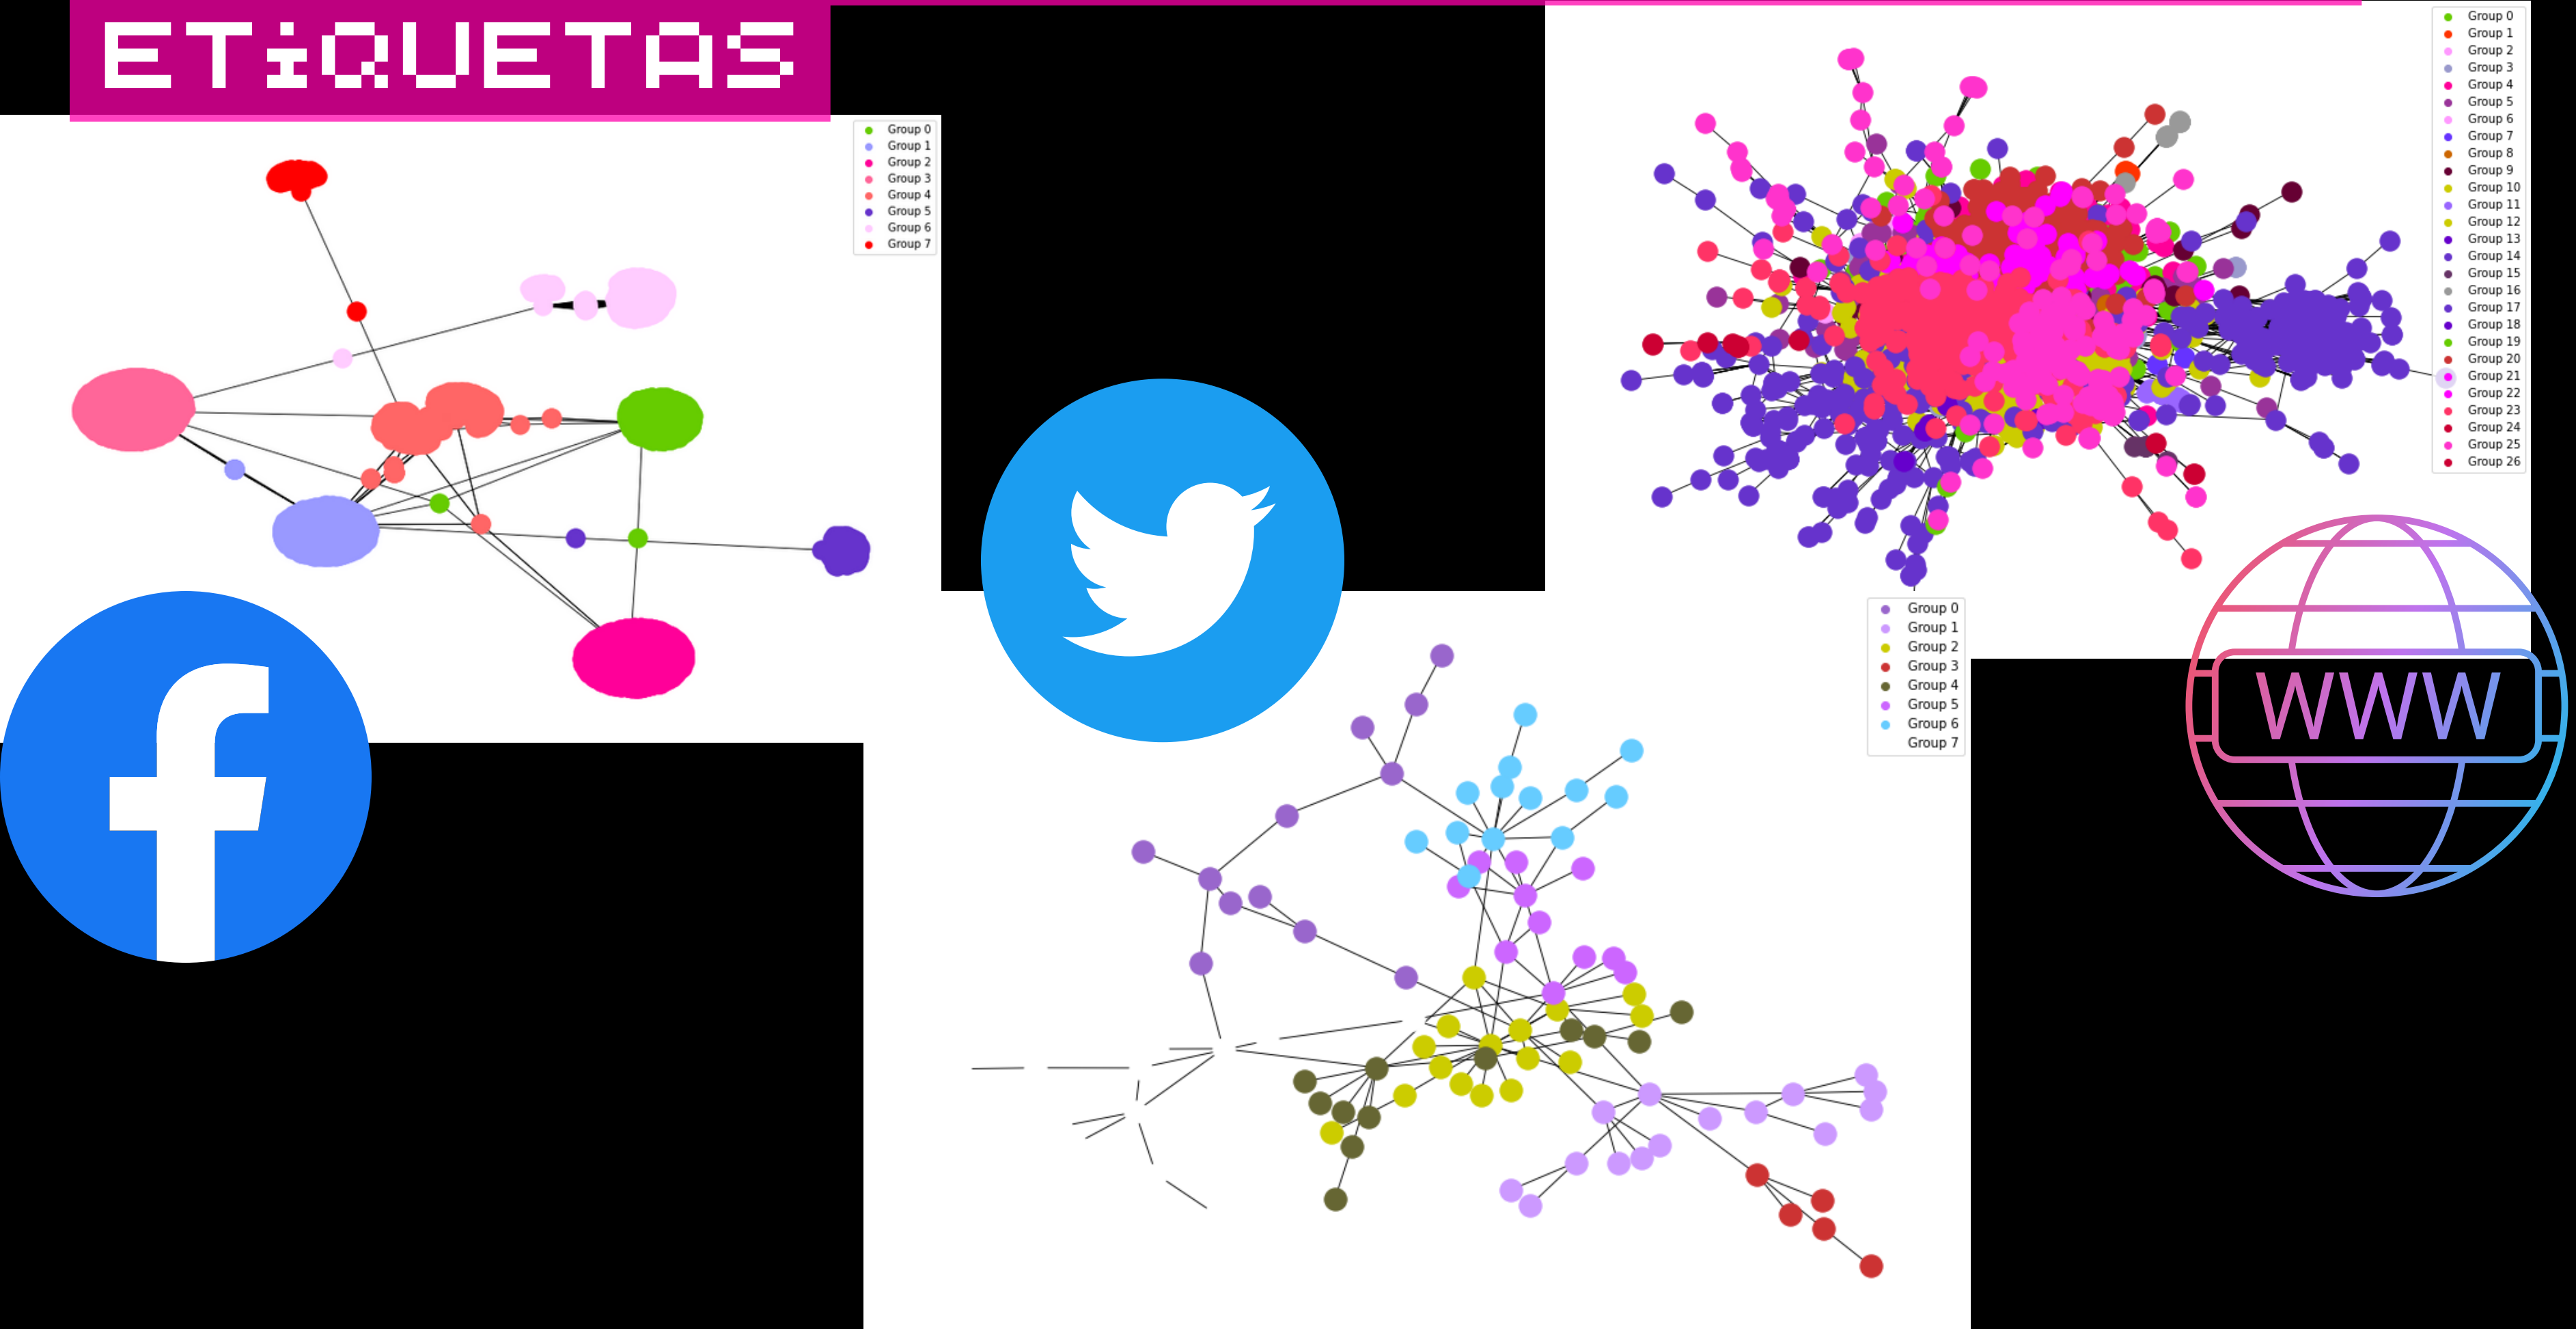 ETiQUETAS
Group 0
Group 1
Group 2
Group 3
Group 4
Group 5
Group 6
Group 7
Group 0
Group 1
Group 2
Group 3
Group 4
Group 5
Group 6
Group 7
Group 8
Group 9
Group 10
Group 11
Group 12
Group 13
Group 14
Group 15
Group 16
Group 17
Group 18
Group 19
Group 20
Group 21
Group 22
Group 23
Group 24
Group 25
Group 26
Group 0
Group 1
Group 2
Group 3
Group 4
Group 5
Group 6
Group 7
WWW
f